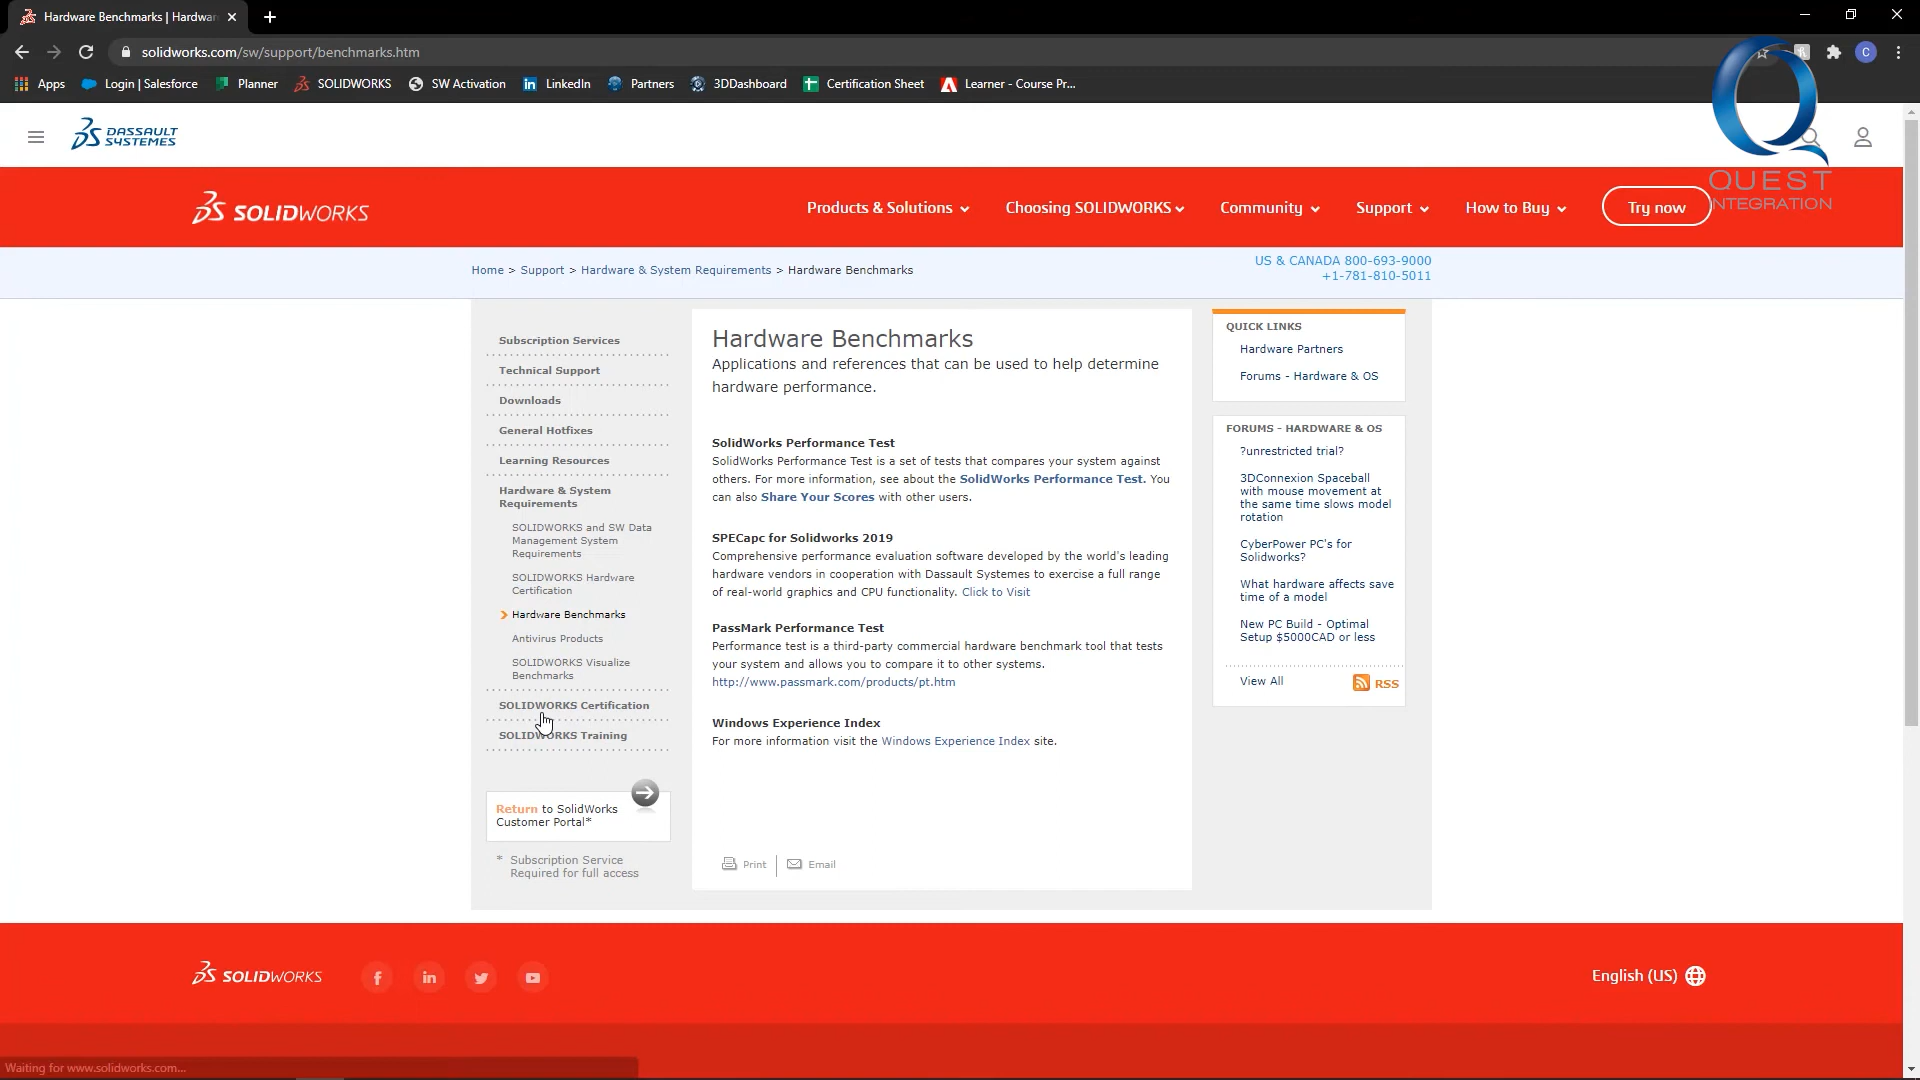 Hardware Benchmarks | Hardwar
solidworks.com/sw/support/benchmarks.htm
C
Apps
Login | Salesforce
Planner
SOLIDWORKS
SW Activation
LinkedIn
Partners
3DDashboard
Certification Sheet
Learner - Course Pr...
DASSAULT
SYSTEMES
QUEST
INTEGRATION
SOLIDWORKS
Products & Solutions
Choosing SOLIDWORKS
Community
Support
How to Buy
Try now
Home > Support > Hardware & System Requirements > Hardware Benchmarks
US & CANADA 800-693-9000
+1-781-810-5011
Subscription Services
Technical Support
Downloads
General Hotfixes
Learning Resources
Hardware & System
Requirements
SOLIDWORKS and SW Data
Management System
Requirements
SOLIDWORKS Hardware
Certification
Hardware Benchmarks
Antivirus Products
SOLIDWORKS Visualize
Benchmarks
SOLIDWORKS Certification
SOLIDWORKS Training
Return to SolidWorks
Customer Portal*
* Subscription Service
Required for full access
Hardware Benchmarks
Applications and references that can be used to help determine
hardware performance.
SolidWorks Performance Test
SolidWorks Performance Test is a set of tests that compares your system against
others. For more information, see about the SolidWorks Performance Test. You
can also Share Your Scores with other users.
SPECapc for Solidworks 2019
Comprehensive performance evaluation software developed by the world's leading
hardware vendors in cooperation with Dassault Systemes to exercise a full range
of real-world graphics and CPU functionality. Click to Visit
PassMark Performance Test
Performance test is a third-party commercial hardware benchmark tool that tests
your system and allows you to compare it to other systems.
http://www.passmark.com/products/pt.htm
Windows Experience Index
For more information visit the Windows Experience Index site.
Print
Email
QUICK LINKS
Hardware Partners
Forums - Hardware & OS
FORUMS - HARDWARE & OS
?unrestricted trial?
3DConnexion Spaceball
with mouse movement at
the same time slows model
rotation
CyberPower PC's for
Solidworks?
What hardware affects save
time of a model
New PC Build - Optimal
Setup $5000CAD or less
View All
RSS
SOLIDWORKS
English (US)
Waiting for www.solidworks.com...